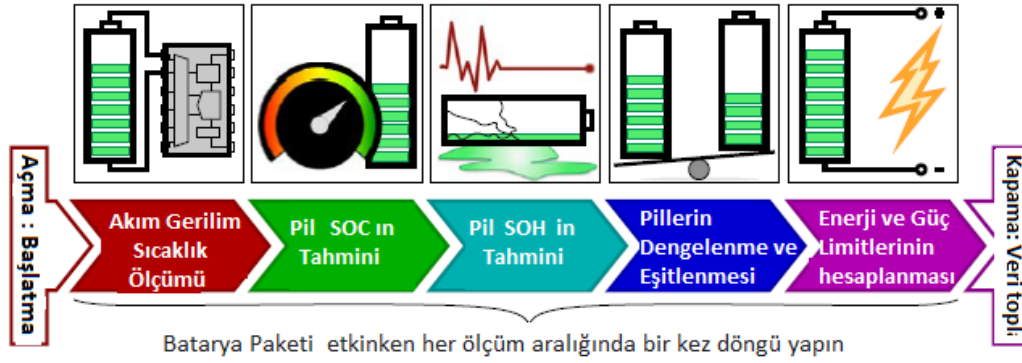 Açma : Başlatma
Akım Gerilim
Sıcaklık
Ölçümü
Pil SOC ın
Tahmini
Pil SOH in
Tahmini
Pillerin
Dengelenme ve
Eşitlenmesi
Enerji ve Güç
Limitlerinin
hesaplanması
Kapama: Veri topl
Batarya Paketi etkinken her ölçüm aralığında bir kez döngü yapın